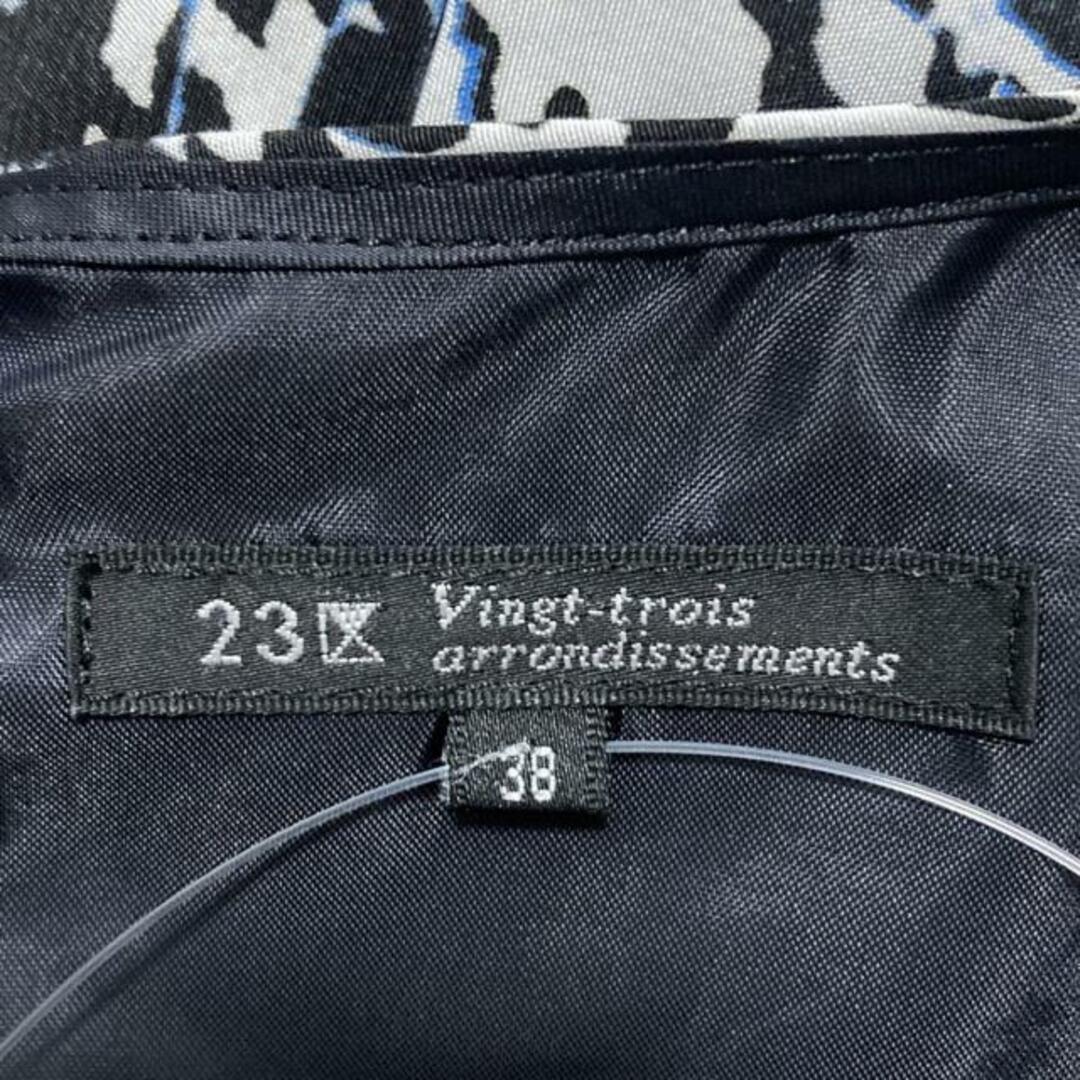 23区 Vingt-trois
arrondissements
38